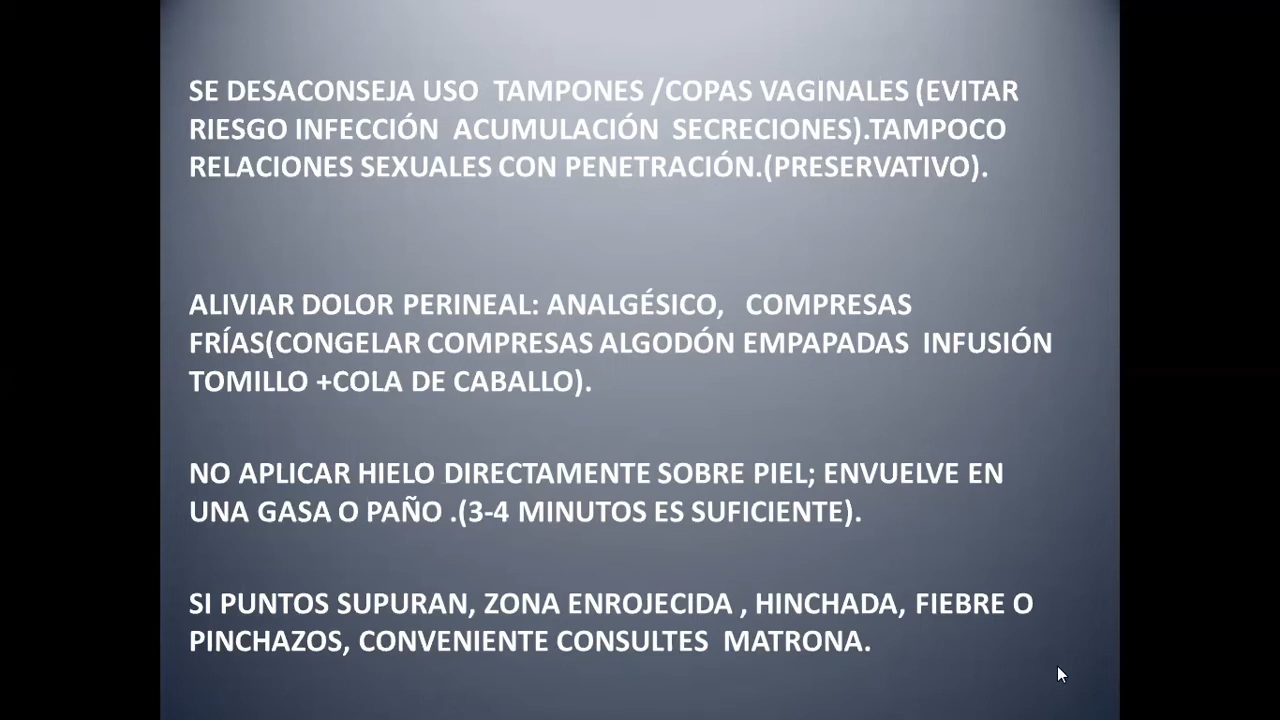 SE DESACONSEJA USO TAMPONES /COPAS VAGINALES (EVITAR
RIESGO INFECCIÓN ACUMULACIÓN SECRECIONES).TAMPOCO
RELACIONES SEXUALES CON PENETRACIÓN.(PRESERVATIVO).
ALIVIAR DOLOR PERINEAL: ANALGÉSICO, COMPRESAS
FRÍAS(CONGELAR COMPRESAS ALGODÓN EMPAPADAS INFUSIÓN
TOMILLO +COLA DE CABALLO).
NO APLICAR HIELO DIRECTAMENTE SOBRE PIEL; ENVUELVE EN
UNA GASA O PAÑO .(3-4 MINUTOS ES SUFICIENTE).
SI PUNTOS SUPURAN, ZONA ENROJECIDA , HINCHADA, FIEBRE O
PINCHAZOS, CONVENIENTE CONSULTES MATRONA.